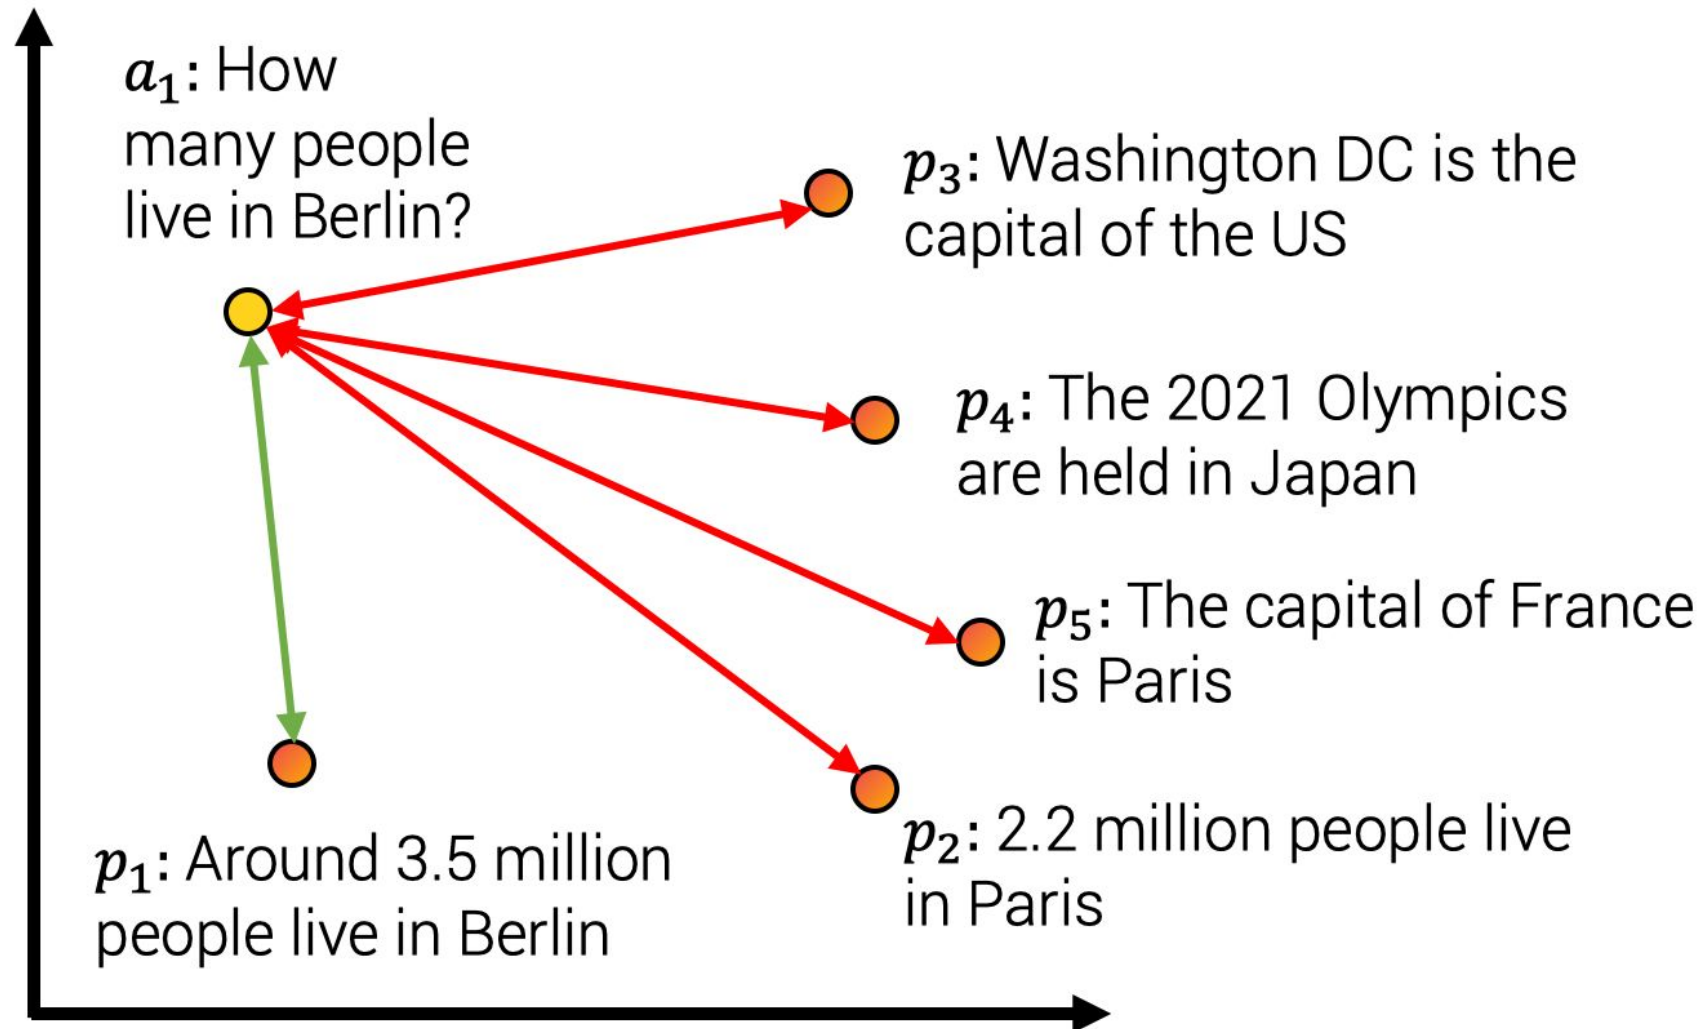 a₁: How
many people
live in Berlin?
p₃: Washington DC is the
capital of the US
p₄: The 2021 Olympics
are held in Japan
p₅: The capital of France
is Paris
p₁: Around 3.5 million
people live in Berlin
p₂: 2.2 million people live
in Paris